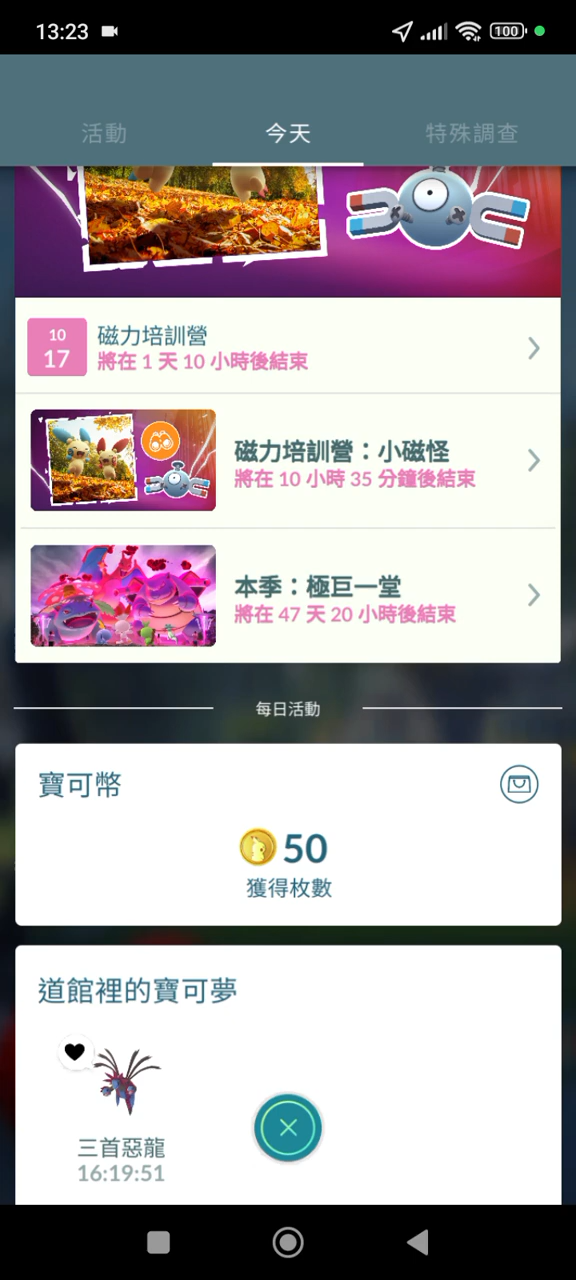 13:23
100
活動
今天
特殊調查
10
17
磁力培訓營
將在 1 天 10 小時後結束
磁力培訓營：小磁怪
將在 10 小時 35 分鐘後結束
本季：極巨一堂
將在 47 天 20 小時後結束
每日活動
寶可幣
50
獲得枚數
道館裡的寶可夢
三首惡龍
16:19:51